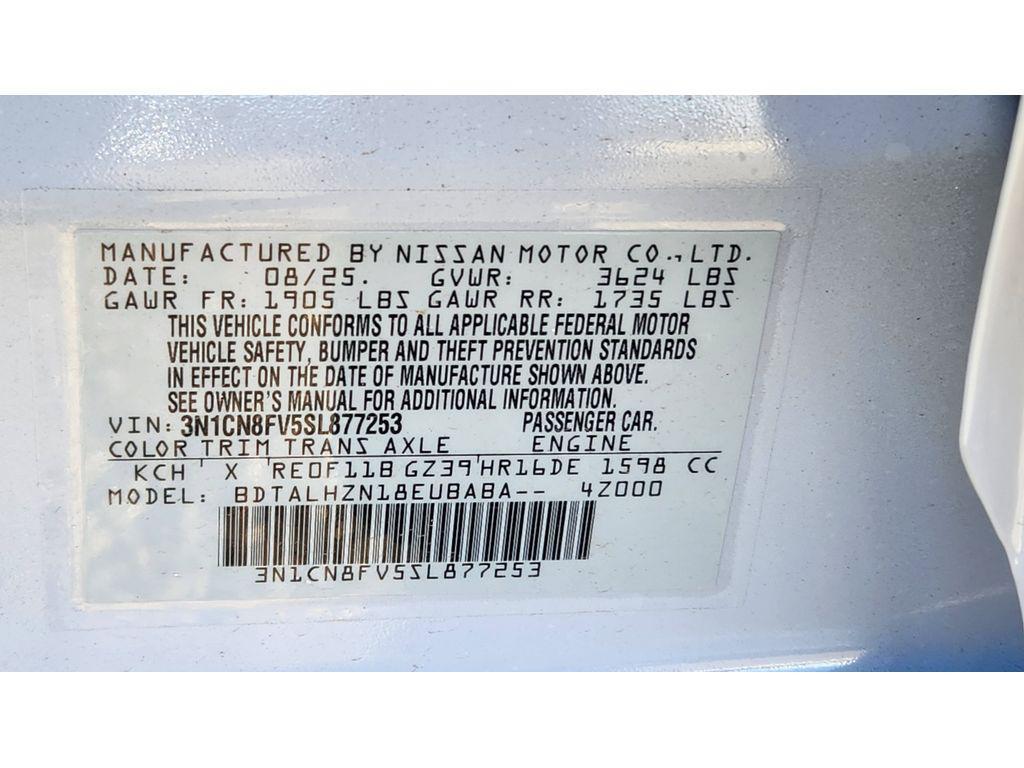 MANUFACTURED BY NISSAN MOTOR CO., LTD.
DATE: 08/25. GVWR: 3624 LBS
GAWR FR: 1905 LBS GAWR RR: 1735 LBS
THIS VEHICLE CONFORMS TO ALL APPLICABLE FEDERAL MOTOR
VEHICLE SAFETY, BUMPER AND THEFT PREVENTION STANDARDS
IN EFFECT ON THE DATE OF MANUFACTURE SHOWN ABOVE.
SEE OWNER'S MANUAL FOR ADDITIONAL INFORMATION.
VIN: 3N1CN8FV5SL877253 PASSENGER CAR.
COLOR TRIM TRANS AXLE ENGINE
KCH X RE0F11B GZ39 HR16DE 1598 CC
MODEL: BDTALHZN18EUBABA-- 4Z000
3N1CN8FV5SL877253